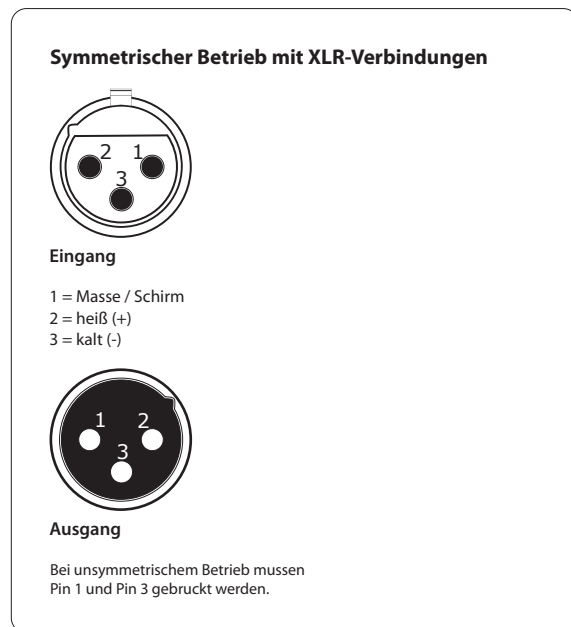 Symmetrischer Betrieb mit XLR-Verbindungen
2 1
3
Eingang
1 = Masse / Schirm
2 = heiß (+)
3 = kalt (-)
1 2
3
Ausgang
Bei unsymmetrischem Betrieb mussen
Pin 1 und Pin 3 gebruckt werden.